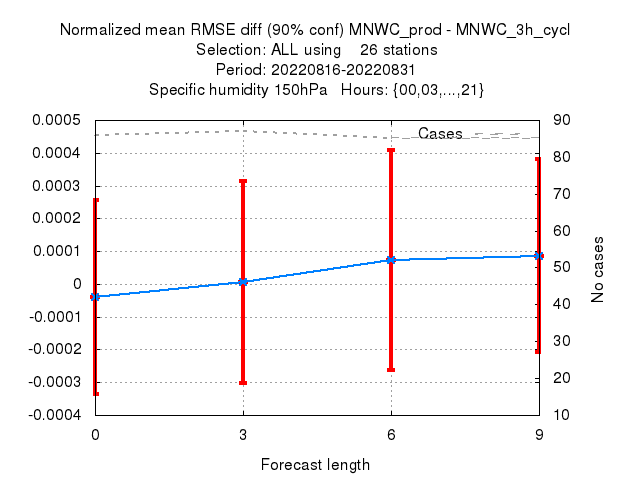 Normalized mean RMSE diff (90% conf) MNWC_prod - MNWC_3h_cycl
Selection: ALL using    26 stations
Period: 20220816-20220831
Specific humidity 150hPa   Hours: {00,03,...,21}
0.0005
0.0004
0.0003
0.0002
0.0001
0
-0.0001
-0.0002
-0.0003
-0.0004
Cases
90
80
70
60
50
40
30
20
10
No cases
0 3 6 9
Forecast length